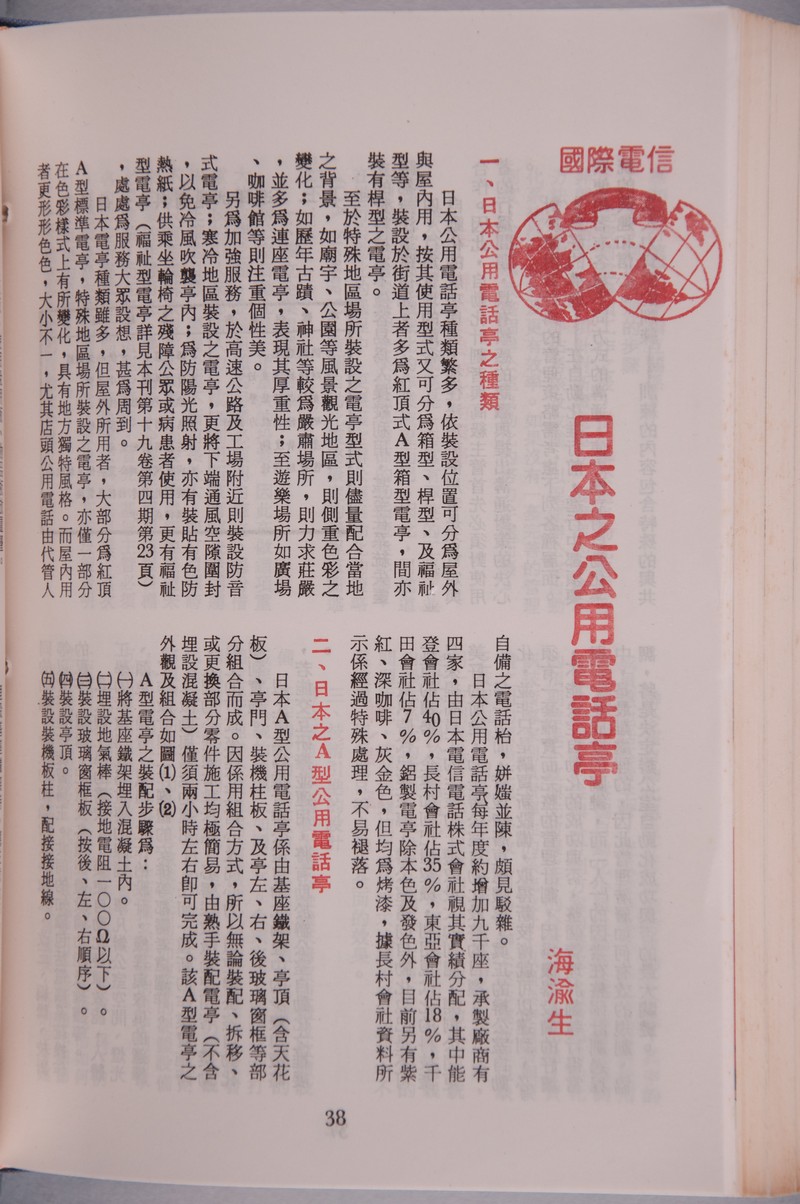 國際電信
日本之公用電話亭
海渝生
一、日本公用電話亭之種類
日本公用電話亭種類繁多，依裝設位置可分爲屋外
與屋內用，按其使用型式又可分爲箱型、桿型、及福祉
型等，裝設於街道上者多爲紅頂式A型箱型電亭，間亦
裝有桿型之電亭。
至於特殊地區場所裝設之電亭型式則儘量配合當地
之背景，如廟宇、公園等風景觀光地區，則側重色彩之
變化；如歷年古蹟、神社等較爲嚴肅場所，則力求莊嚴
，並多爲連座電亭，表現其厚重性；至遊樂場所如廣場
、咖啡館等則注重個性美。
另爲加強服務，於高速公路及工場附近則裝設防音
式電亭；寒冷地區裝設之電亭，更將下端通風空隙圍封
，以免冷風吹襲亭內；爲防陽光照射，亦有裝貼有色防
熱紙；供乘坐輪椅之殘障公眾或病患者使用，更有福祉
型電亭（福祉型電亭詳見本刊第十九卷第四期第23頁）
，處處爲服務大眾設想，甚爲周到。
日本電亭種類雖多，但屋外所用者，大部分爲紅頂
A型標準電亭，特殊地區場所裝設之電亭，亦僅一部分
在色彩樣式上有所變化，具有地方獨特風格。而屋內用
者更形形色色，大小不一，尤其店頭公用電話由代管人
自備之電話枱，妍媸並陳，頗見駁雜。
日本公用電話亭每年度約增加九千座，承製廠商有
四家，由日本電信電話株式會社視其實績分配，其中能
登會社佔40％，長村會社佔35％，東亞會社佔18％，千
田會社佔7％，鋁製電亭除本色及發色外，目前另有紫
紅、深咖啡、灰金色，但均爲烤漆，據長村會社資料所
示係經過特殊處理，不易褪落。
二、日本之A型公用電話亭
日本A型公用電話亭係由基座鐵架、亭頂（含天花
板）、亭門、裝機柱板、及亭左、右、後玻璃窗框等部
分組合而成。因係用組合方式，所以無論裝配、拆移、
或更換部分零件施工均極簡易，由熟手裝配電亭（不含
埋設混凝土）僅須兩小時左右卽可完成。該A型電亭之
外觀及組合如圖⑴、⑵
A型電亭之裝配步驟爲：
㈠將基座鐵架埋入混凝土內。
㈡埋設地氣棒（接地電阻一〇〇Ω以下）。
㈢裝設玻璃窗框板（按後、左、右順序）。
㈣裝設亭頂。
㈤裝設裝機板柱，配接接地線。
38